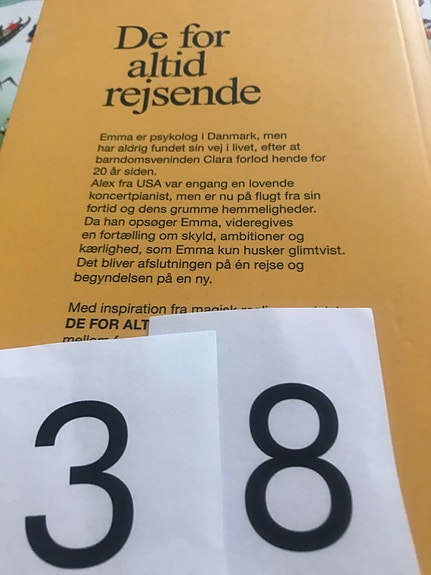 De for
altid
rejsende
Emma er psykolog i Danmark, men
har aldrig fundet sin vej i livet, efter at
barndomsveninden Clara forlod hende for
20 år siden.
Alex fra USA var engang en lovende
koncertpianist, men er nu på flugt fra sin
fortid og dens grumme hemmeligheder.
Da han opsøger Emma, videregives
en fortælling om skyld, ambitioner og
kærlighed, som Emma kun husker glimtvist.
Det bliver afslutningen på én rejse og
begyndelsen på en ny.
Med inspiration fra magisk
DE FOR ALT
3 8